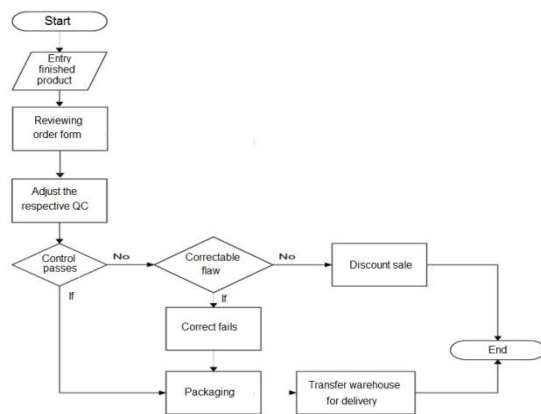 Start
Entry
finished
product
Reviewing
order form
Adjust the
respective QC
Control
passes
No
Correctable
flaw
No
Discount sale
If
If
Correct fails
End
Packaging
Transfer warehouse
for delivery